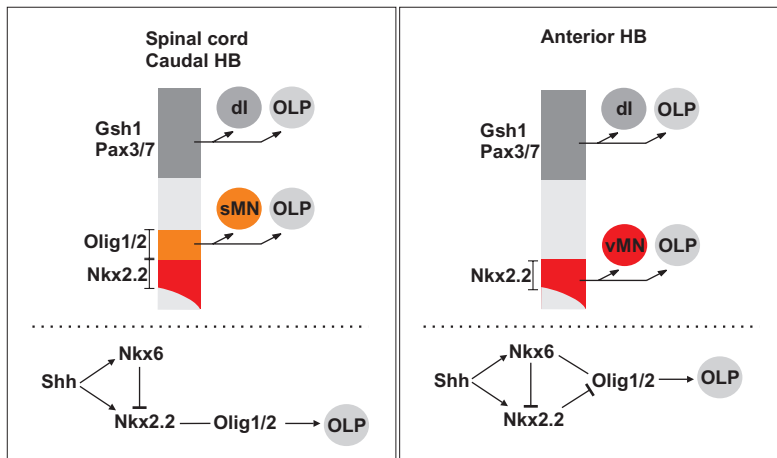 Spinal cord
Caudal HB
dI
OLP
Gsh1
Pax3/7
sMN
OLP
Olig1/2
Nkx2.2
Nkx6
Shh
Nkx2.2
Olig1/2
OLP
Anterior HB
dI
OLP
Gsh1
Pax3/7
vMN
OLP
Nkx2.2
Nkx6
Shh
Olig1/2
OLP
Nkx2.2